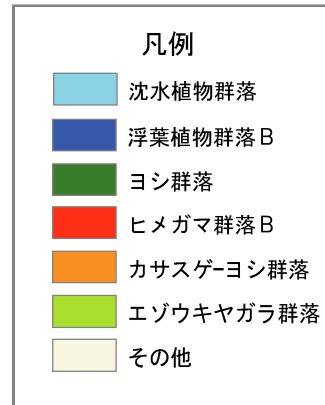 凡例
沈水植物群落
浮葉植物群落B
ヨシ群落
ヒメガマ群落B
カサスゲ-ヨシ群落
エゾウキヤガラ群落
その他